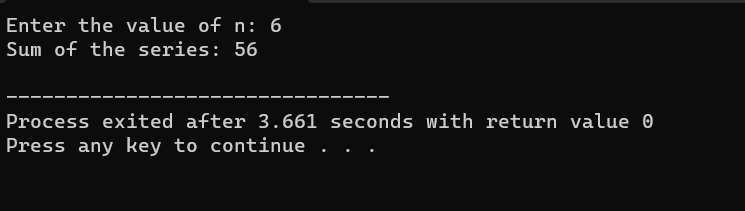 Enter the value of n: 6
Sum of the series: 56
--------------------------------
Process exited after 3.661 seconds with return value 0
Press any key to continue . . .